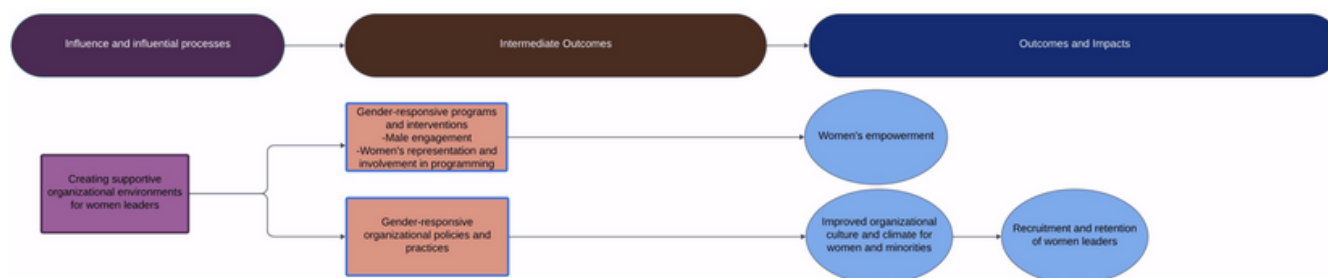 Influence and influential processes
Intermediate Outcomes
Outcomes and Impacts
Gender-responsive programs
and interventions
-Male engagement
-Women's representation and
involvement in programming
Women's empowerment
Creating supportive
organizational environments
for women leaders
Gender-responsive
organizational policies and
practices
Improved organizational
culture and climate for
women and minorities
Recruitment and retention
of women leaders